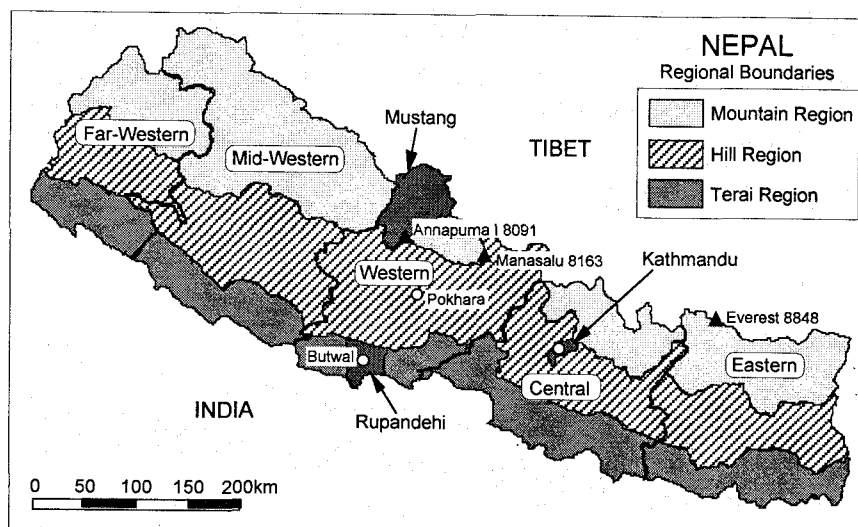 NEPAL
Regional Boundaries
Mountain Region
Hill Region
Terai Region
Mustang
TIBET
Far-Western
Mid-Western
Annapurna I 8091
Manasalu 8163
Kathmandu
Western
Pokhara
Everest 8848
Butwal
Eastern
Central
INDIA
Rupandehi
0 50 100 150 200km